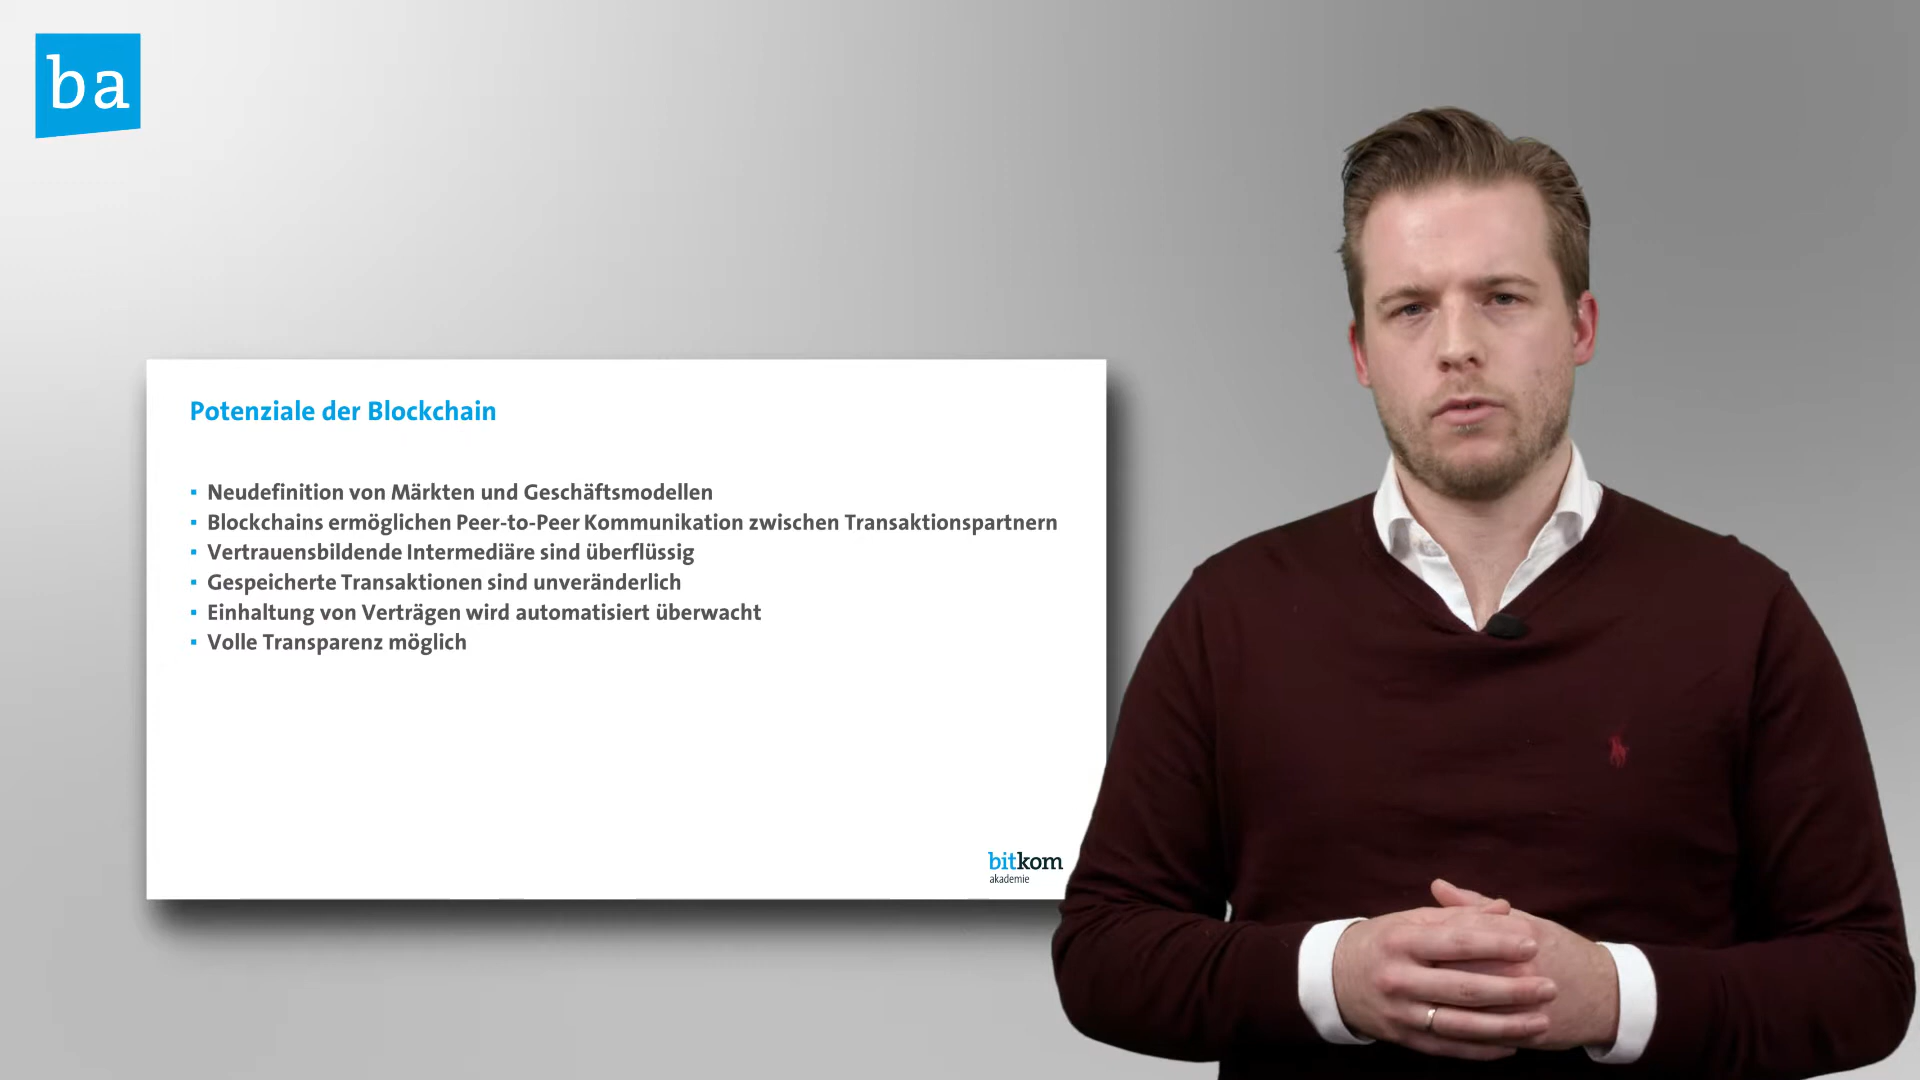 ba
Potenziale der Blockchain
▪ Neudefinition von Märkten und Geschäftsmodellen
▪ Blockchains ermöglichen Peer-to-Peer Kommunikation zwischen Transaktionspartnern
▪ Vertrauensbildende Intermediäre sind überflüssig
▪ Gespeicherte Transaktionen sind unveränderlich
▪ Einhaltung von Verträgen wird automatisiert überwacht
▪ Volle Transparenz möglich
bitkom
akademie